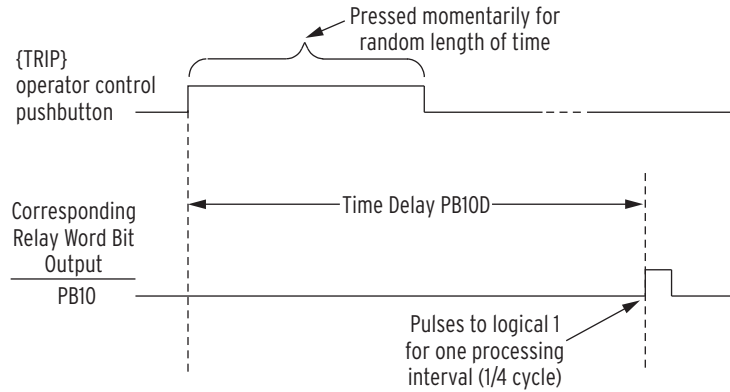 Pressed momentarily for
random length of time
{TRIP}
operator control
pushbutton
Time Delay PB10D
Corresponding
Relay Word Bit
Output
PB10
Pulses to logical 1
for one processing
interval (1/4 cycle)